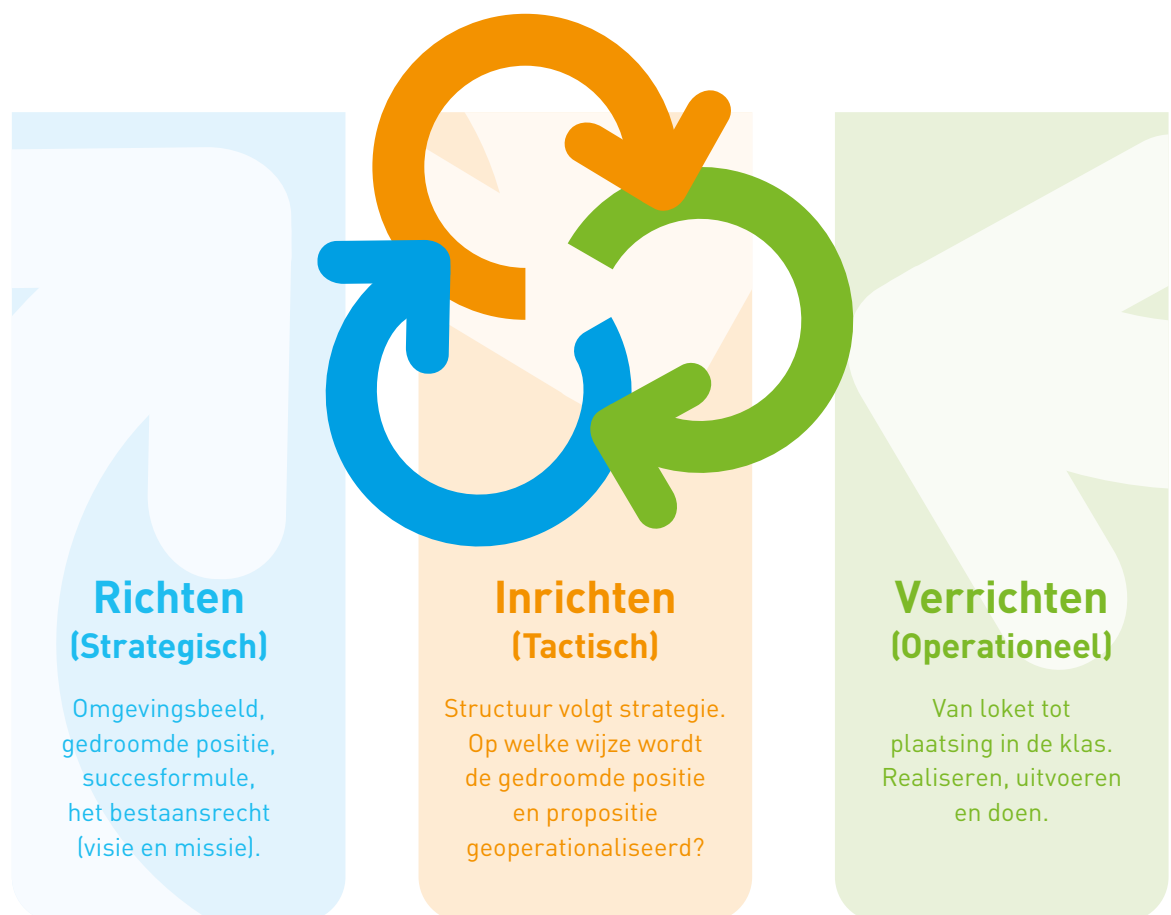 Richten
(Strategisch)
Omgevingsbeeld,
gedroomde positie,
succesformule,
het bestaansrecht
(visie en missie).
Inrichten
(Tactisch)
Structuur volgt strategie.
Op welke wijze wordt
de gedroomde positie
en propositie
geoperationaliseerd?
Verrichten
(Operationeel)
Van loket tot
plaatsing in de klas.
Realiseren, uitvoeren
en doen.